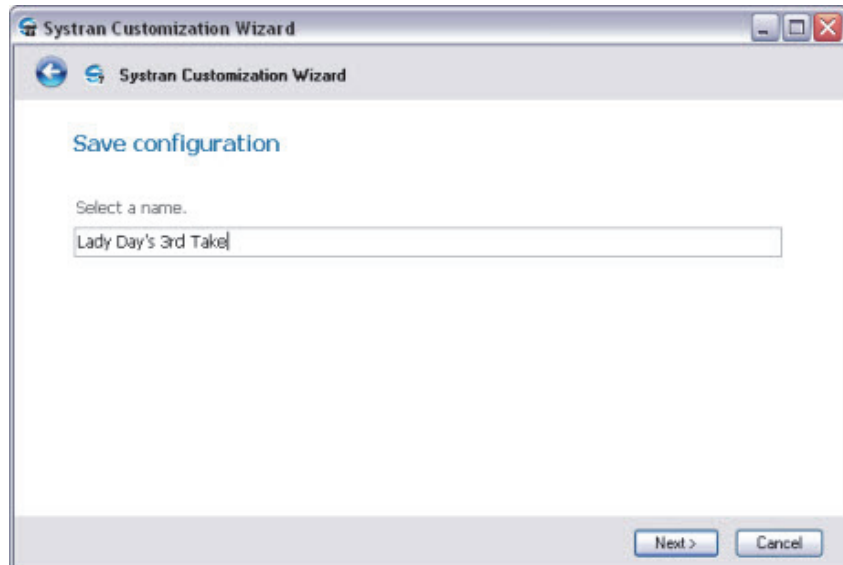 Systran Customization Wizard
Systran Customization Wizard
Save configuration
Select a name.
Lady Day's 3rd Take
Next > Cancel